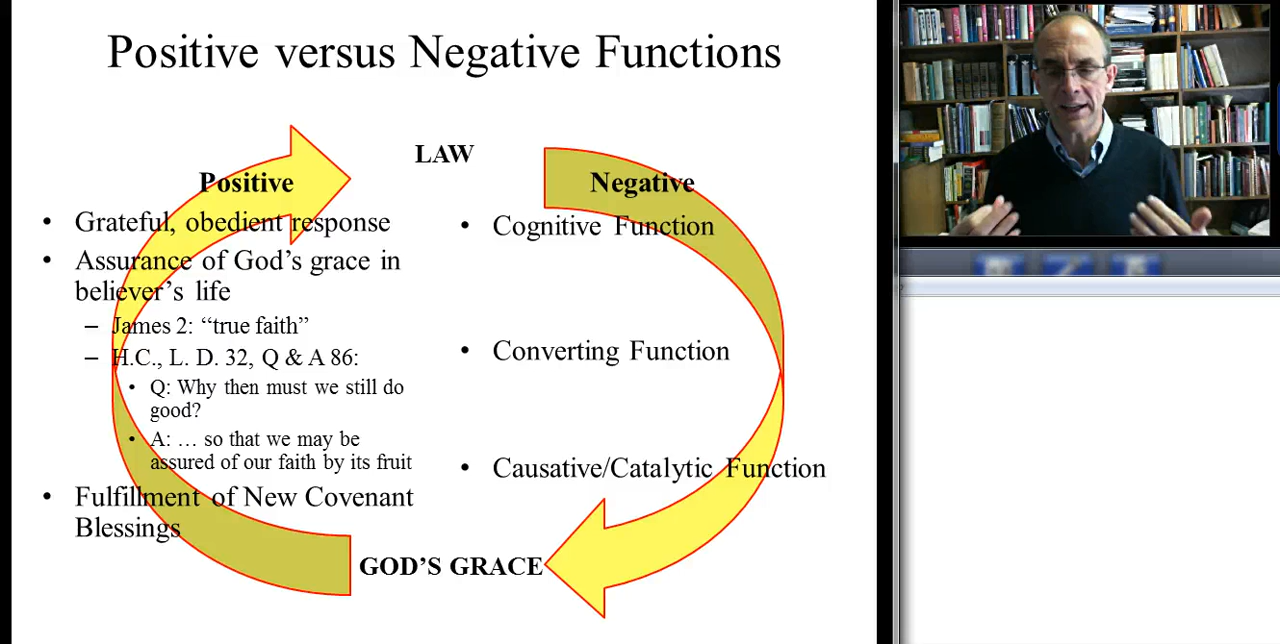 Positive versus Negative Functions
LAW
Positive
• Grateful, obedient response
• Assurance of God's grace in
believer's life
– James 2: “true faith”
– H.C., L. D. 32, Q & A 86:
• Q: Why then must we still do
good?
• A: … so that we may be
assured of our faith by its fruit
• Fulfillment of New Covenant
Blessings
Negative
• Cognitive Function
• Converting Function
• Causative/Catalytic Function
GOD'S GRACE